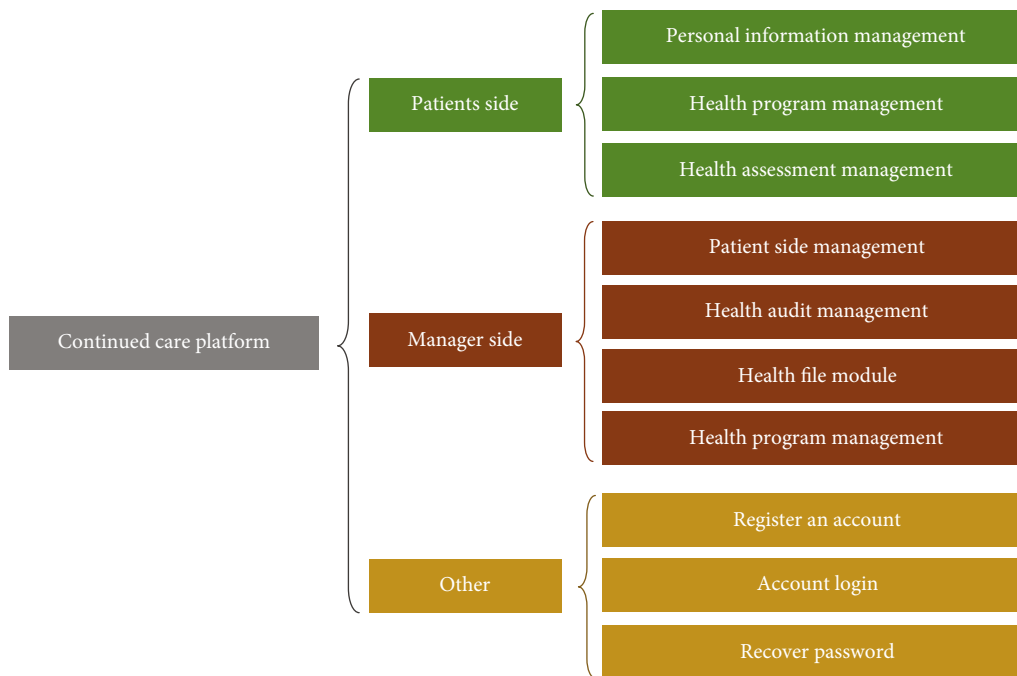 Continued care platform
Patients side
Personal information management
Health program management
Health assessment management
Manager side
Patient side management
Health audit management
Health file module
Health program management
Other
Register an account
Account login
Recover password